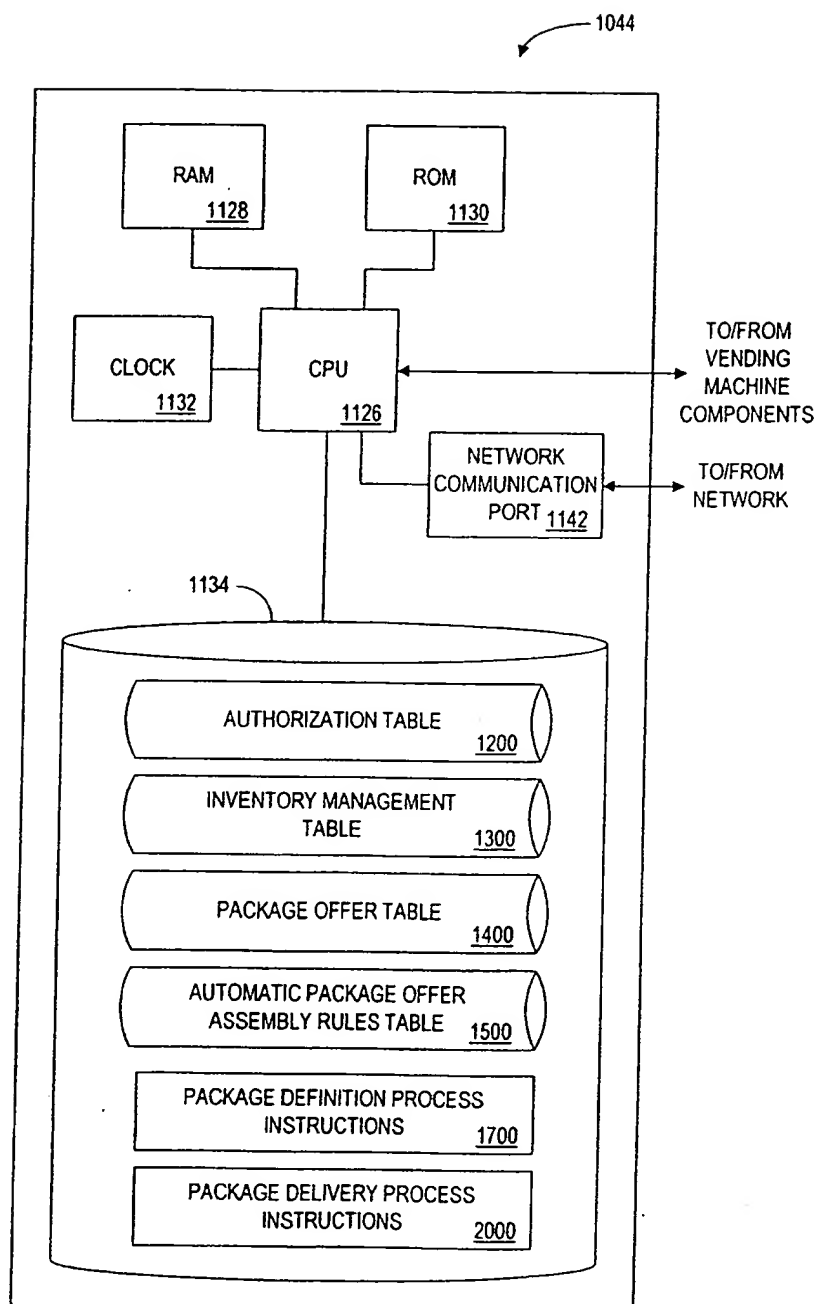 1044
RAM
1128
ROM
1130
CLOCK
1132
CPU
1126
TO/FROM
VENDING
MACHINE
COMPONENTS
NETWORK
COMMUNICATION
PORT 1142
TO/FROM
NETWORK
1134
AUTHORIZATION TABLE
1200
INVENTORY MANAGEMENT
TABLE
1300
PACKAGE OFFER TABLE
1400
AUTOMATIC PACKAGE OFFER
ASSEMBLY RULES TABLE
1500
PACKAGE DEFINITION PROCESS
INSTRUCTIONS
1700
PACKAGE DELIVERY PROCESS
INSTRUCTIONS
2000